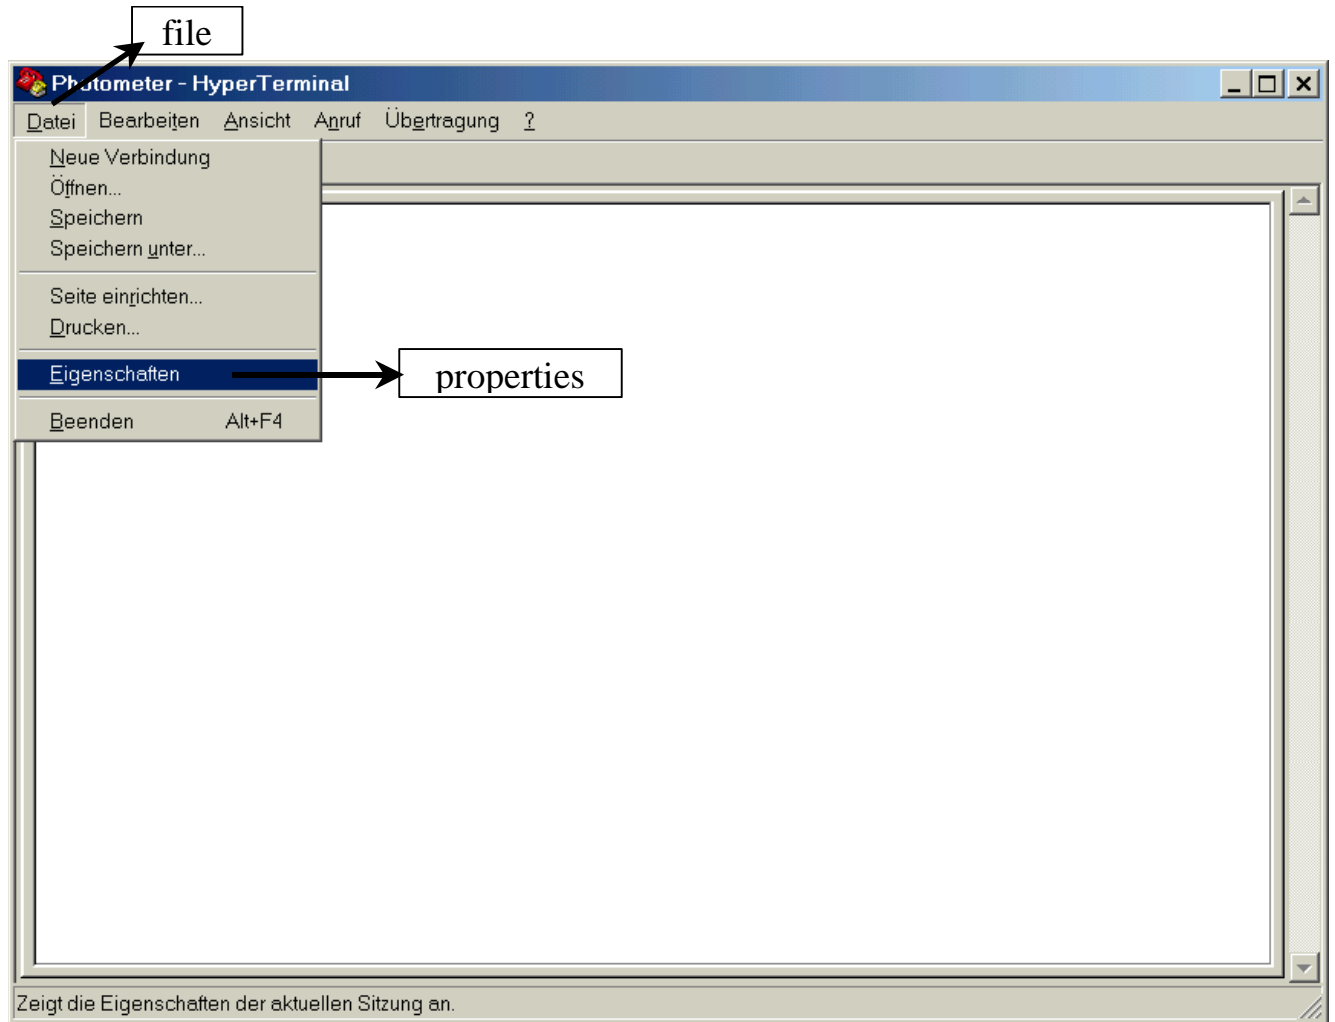 file
Photometer - HyperTerminal
Datei Bearbeiten Ansicht Anruf Übertragung ?
Neue Verbindung
Öffnen...
Speichern
Speichern unter...
Seite einrichten...
Drucken...
Eigenschaften
properties
Beenden Alt+F4
Zeigt die Eigenschaften der aktuellen Sitzung an.